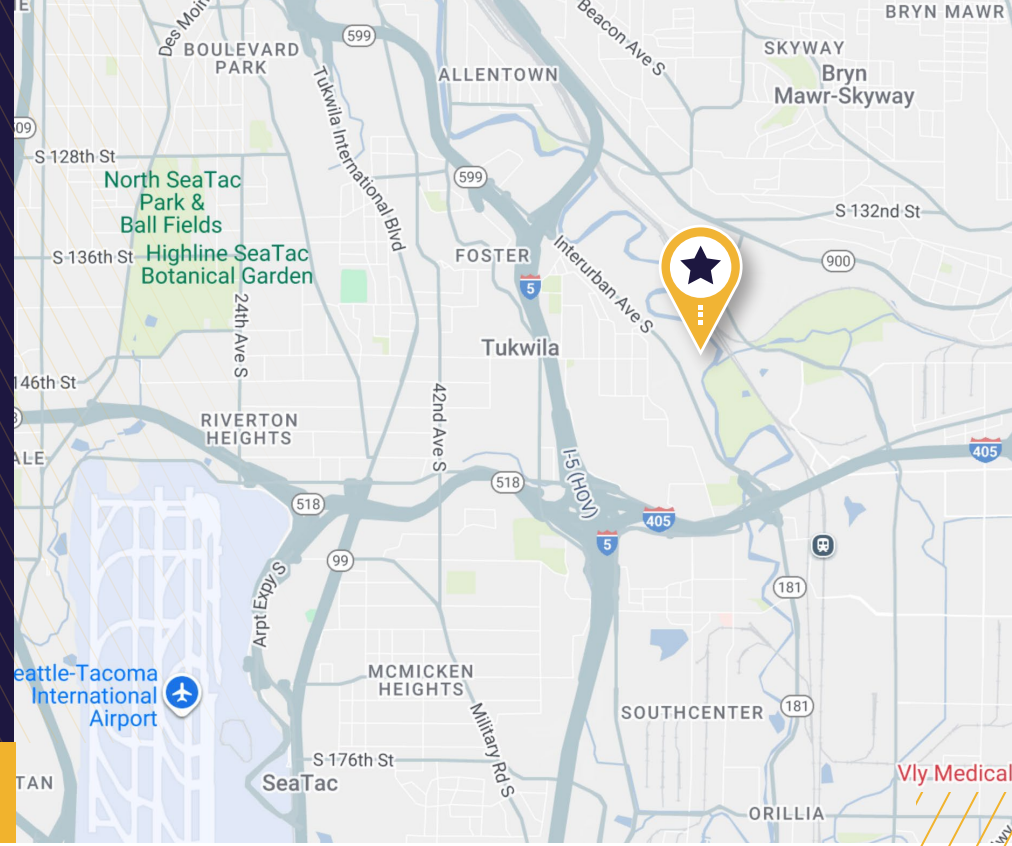 BRYN MAWR
Des Moin
599
Beacon Ave S
BOULEVARD
PARK
SKYWAY
ALLENTOWN
Bryn
Mawr-Skyway
Tukwila International Blvd
09
S 128th St
599
North SeaTac
Park &
Ball Fields
S 132nd St
S 136th St
Highline SeaTac
Botanical Garden
FOSTER
Interurban Ave S
900
5
24th Ave S
Tukwila
146th St
42nd Ave S
RIVERTON
HEIGHTS
ALE
405
I-5 (HOV)
518
518
405
5
99
181
Arpt Expy S
eattle-Tacoma
International
Airport
MCMICKEN
HEIGHTS
SOUTHCENTER
181
Military Rd S
S 176th St
SeaTac
TAN
Vly Medical
ORILLIA